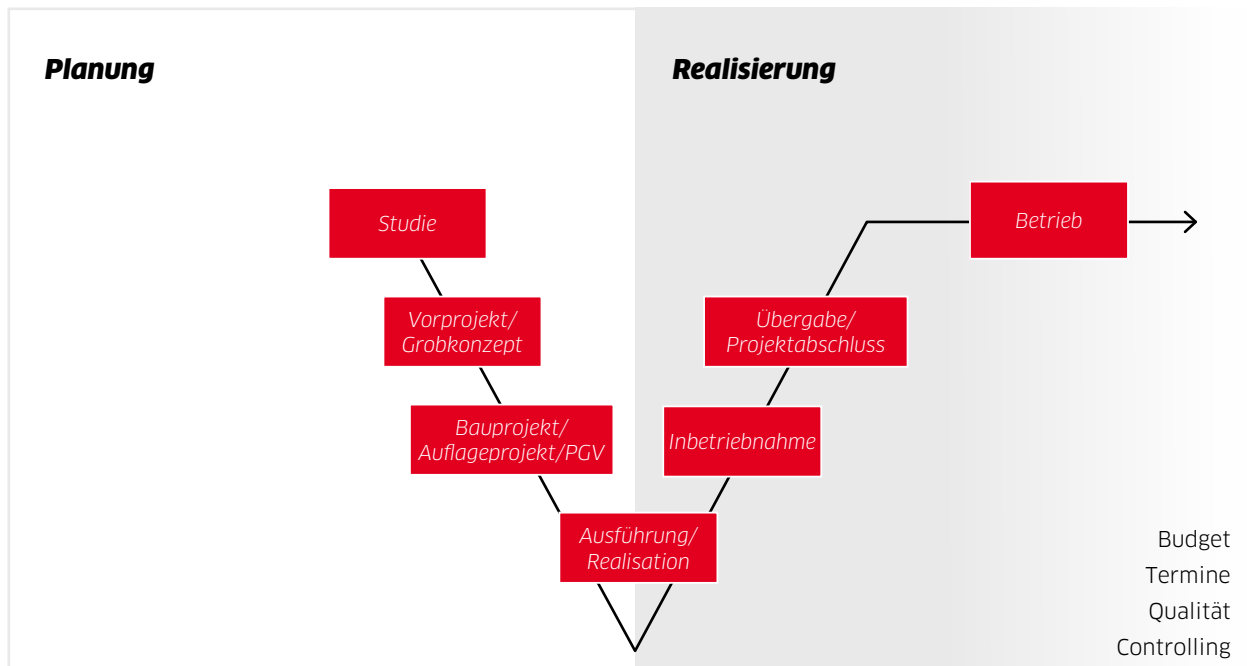 Planung
Realisierung
Studie
Vorprojekt/
Grobkonzept
Bauprojekt/
Auflageprojekt/PGV
Ausführung/
Realisation
Inbetriebnahme
Übergabe/
Projektabschluss
Betrieb
Budget
Termine
Qualität
Controlling